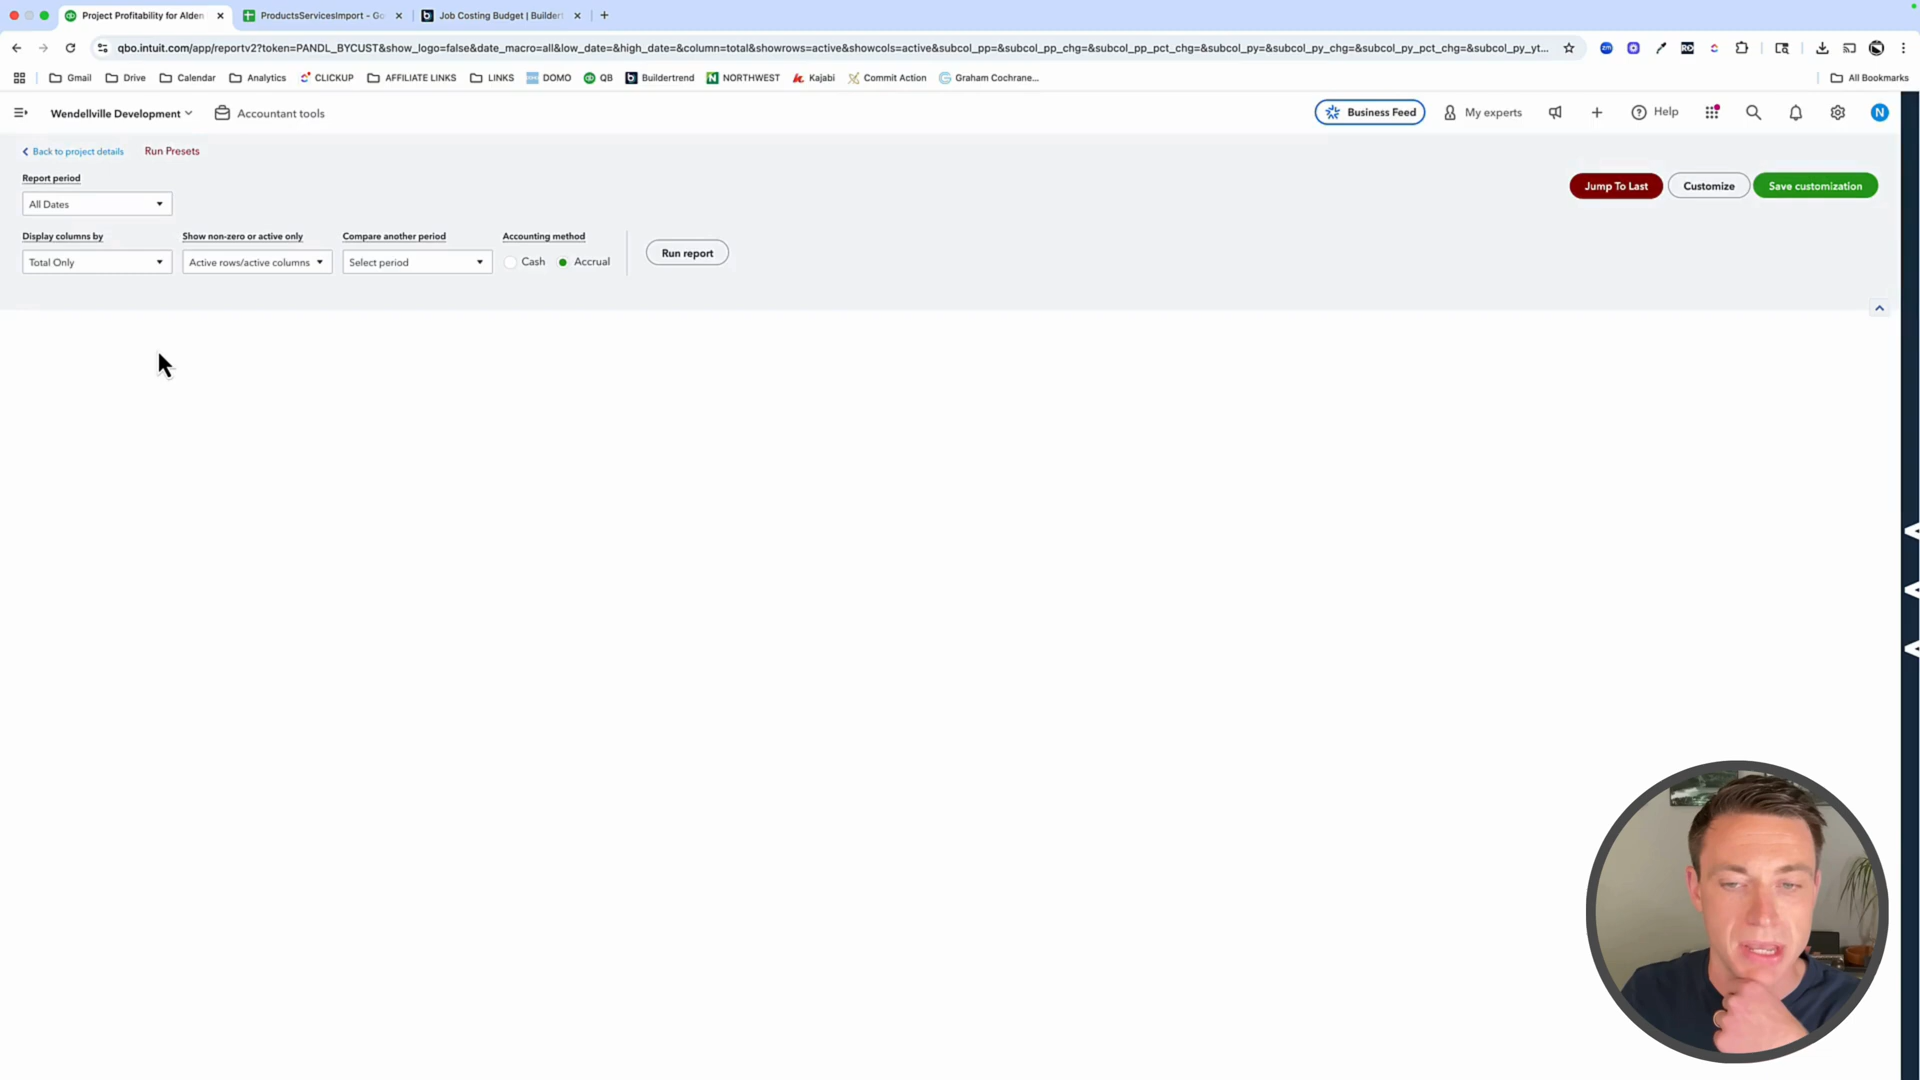 Project Profitability for Alden
ProductsServicesImport - Go
Job Costing Budget | Buildert
qbo.intuit.com/app/reportv2?token=PANDL_BYCUST&show_logo=false&date_macro=all&low_date=&high_date=&column=total&showrows=active&showcols=active&subcol_pp=&subcol_pp_chg=&subcol_pp_pct_chg=&subcol_py=&subcol_py_chg=&subcol_py_pct_chg=&subcol_py_yt...
Gmail
Drive
Calendar
Analytics
CLICKUP
AFFILIATE LINKS
LINKS
DOMO
QB
Buildertrend
NORTHWEST
Kajabi
Commit Action
Graham Cochrane...
All Bookmarks
Wendellville Development
Accountant tools
Business Feed
My experts
Help
N
Back to project details
Run Presets
Report period
All Dates
Jump To Last
Customize
Save customization
Display columns by
Show non-zero or active only
Compare another period
Accounting method
Total Only
Active rows/active columns
Select period
Cash
Accrual
Run report